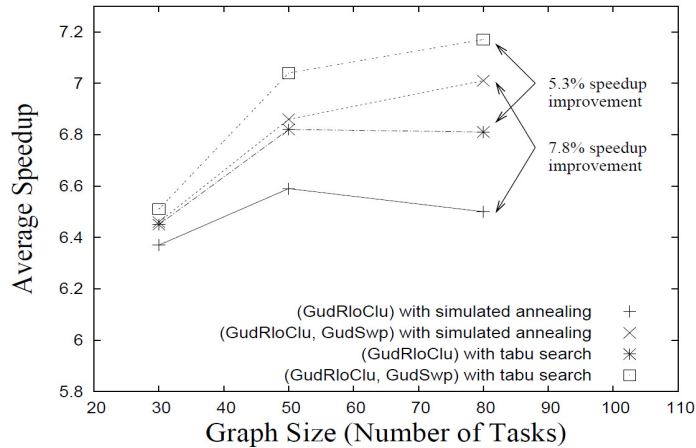 7.2
7
6.8
6.6
6.4
6.2
6
5.8
Average Speedup
5.3% speedup
improvement
7.8% speedup
improvement
(GudRloClu) with simulated annealing
(GudRloClu, GudSwp) with simulated annealing
(GudRloClu) with tabu search
(GudRloClu, GudSwp) with tabu search
20 30 40 50 60 70 80 90 100 110
Graph Size (Number of Tasks)